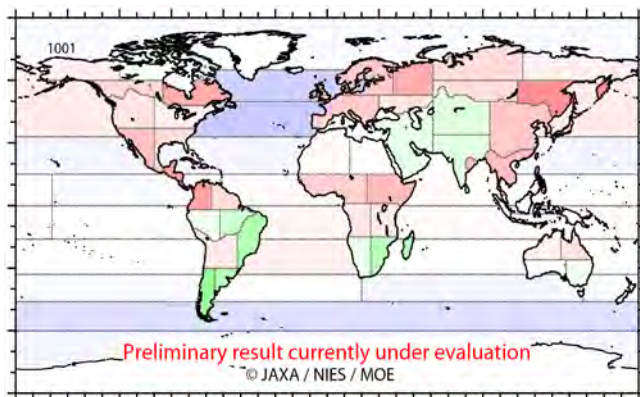 1001
Preliminary result currently under evaluation
© JAXA / NIES / MOE